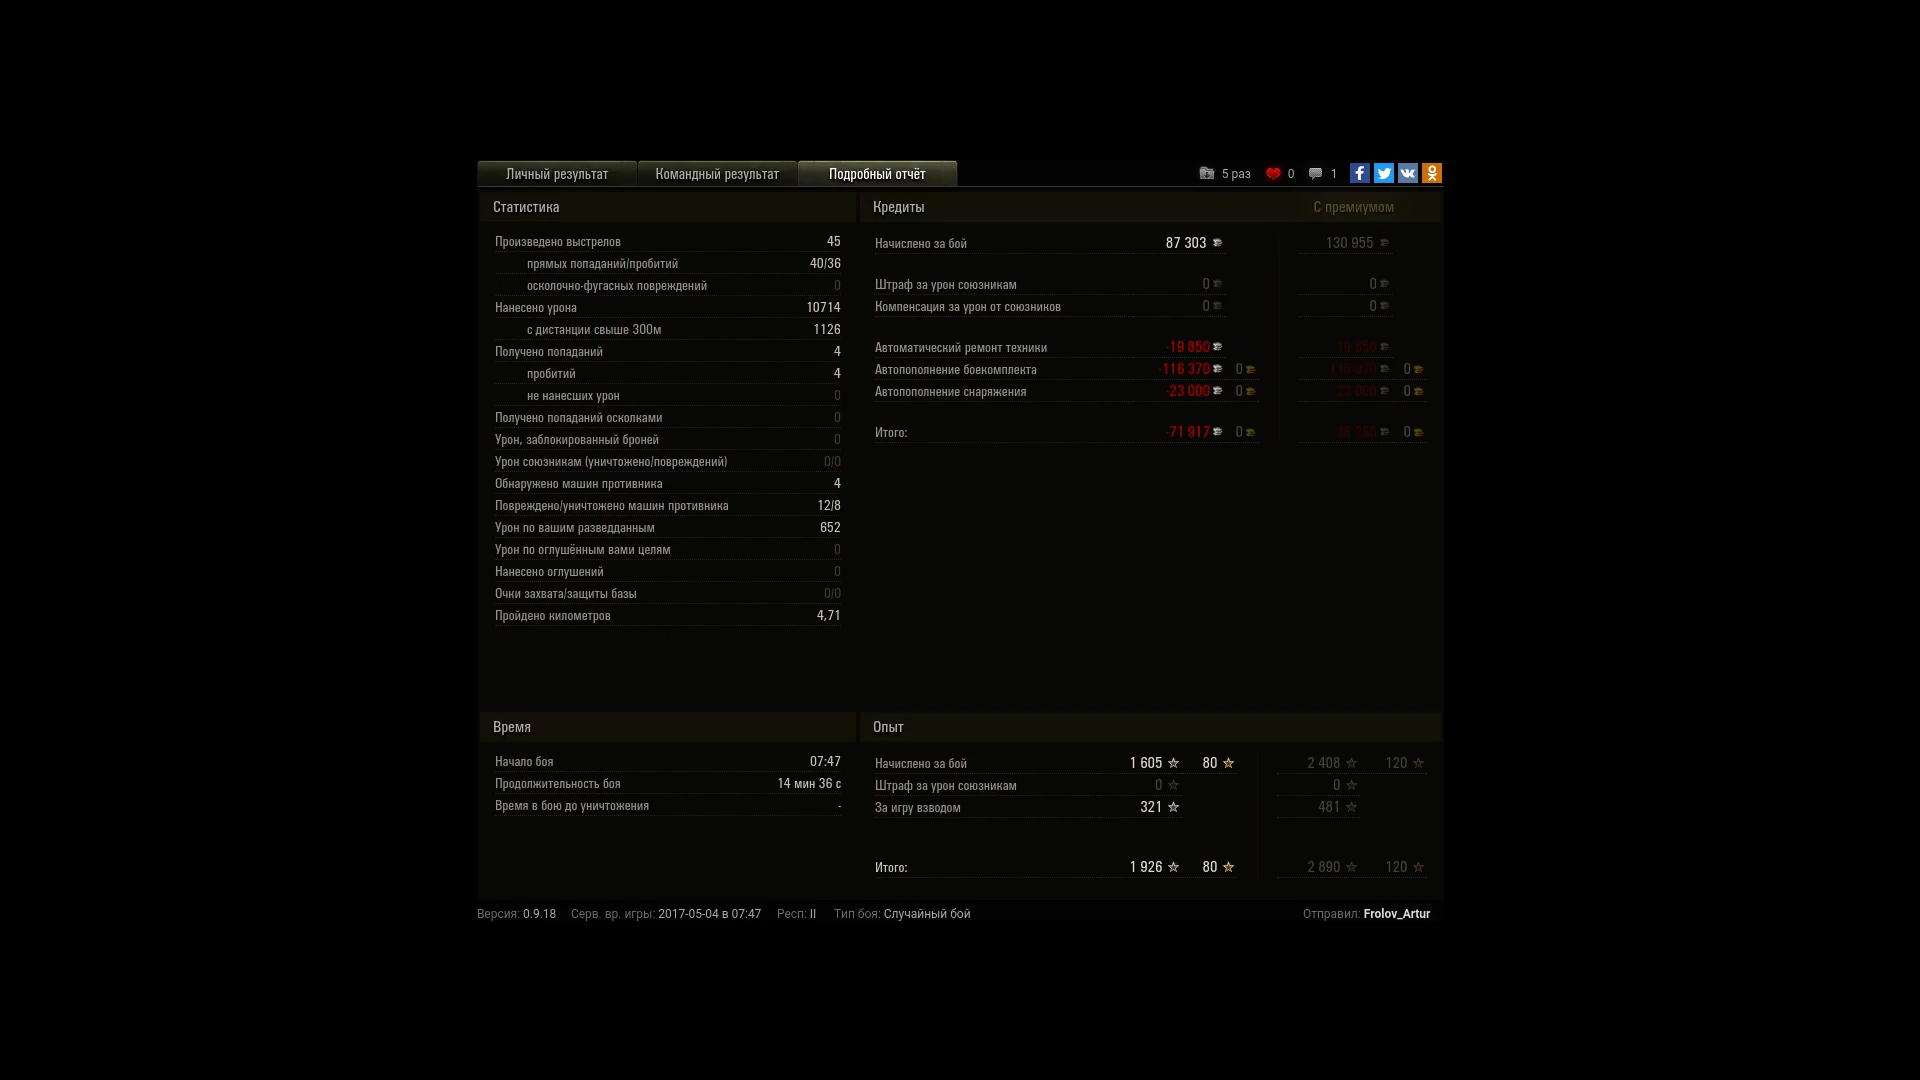 Личный результат Командный результат Подробный отчёт 5 раз 0 1
Статистика
Произведено выстрелов 45
прямых попаданий/пробитий 40/36
осколочно-фугасных повреждений 0
Нанесено урона 10714
с дистанции свыше 300м 1126
Получено попаданий 4
пробитий 4
не нанесших урон 0
Получено попаданий осколками 0
Урон, заблокированный броней 0
Урон союзникам (уничтожено/повреждений) 0/0
Обнаружено машин противника 4
Повреждено/уничтожено машин противника 12/8
Урон по вашим разведданным 652
Урон по оглушённым вами целям 0
Нанесено оглушений 0
Очки захвата/защиты базы 0/0
Пройдено километров 4,71
Кредиты С премиумом
Начислено за бой 87 303 130 955
Штраф за урон союзникам 0 0
Компенсация за урон от союзников 0 0
Автоматический ремонт техники -19 850 -19 850
Автопополнение боекомплекта -116 370 0 -116 370 0
Автопополнение снаряжения -23 000 0 -23 000 0
Итого: -71 917 0 0
Время
Начало боя 07:47
Продолжительность боя 14 мин 36 с
Время в бою до уничтожения -
Опыт
Начислено за бой 1 605 80 2 408 120
Штраф за урон союзникам 0 0
За игру взводом 321 481
Итого: 1 926 80 2 890 120
Версия: 0.9.18 Серв. вр. игры: 2017-05-04 в 07:47 Респ: II Тип боя: Случайный бой Отправил: Frolov_Artur